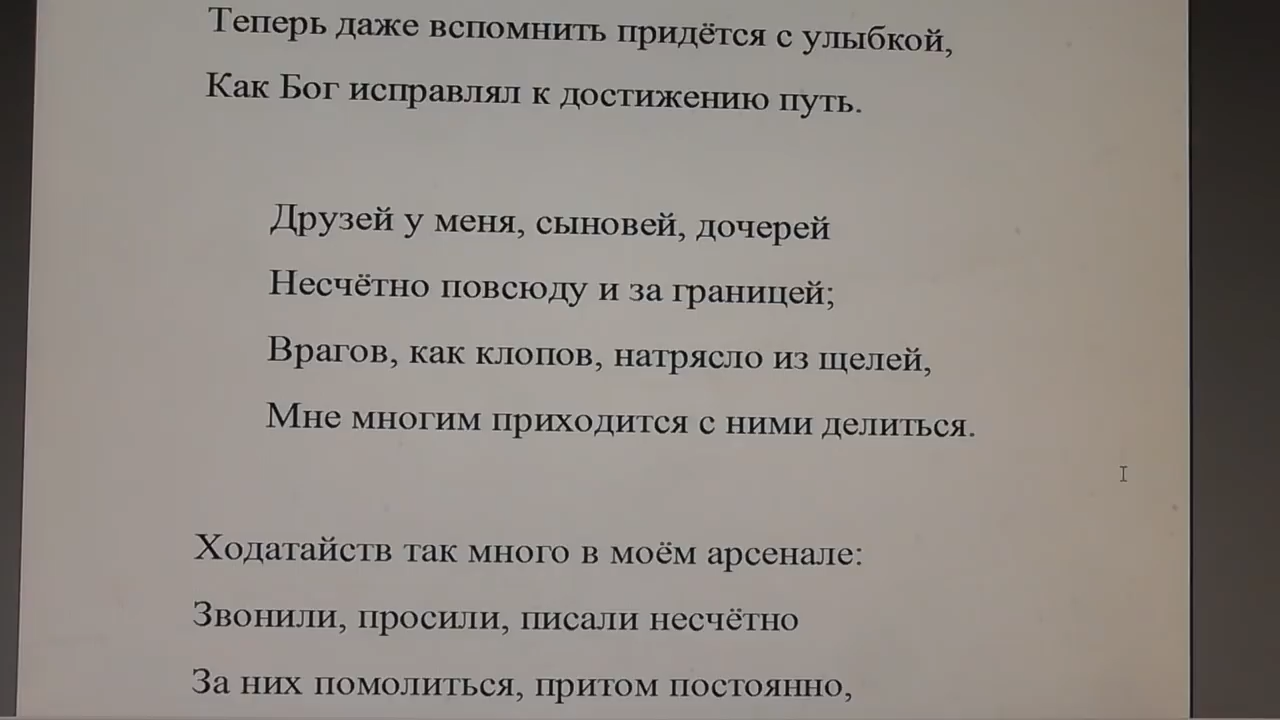 Теперь даже вспомнить придётся с улыбкой,
Как Бог исправлял к достижению путь.
Друзей у меня, сыновей, дочерей
Несчётно повсюду и за границей;
Врагов, как клопов, натрясло из щелей,
Мне многим приходится с ними делиться.
Ходатайств так много в моём арсенале:
Звонили, просили, писали несчётно
За них помолиться, притом постоянно,